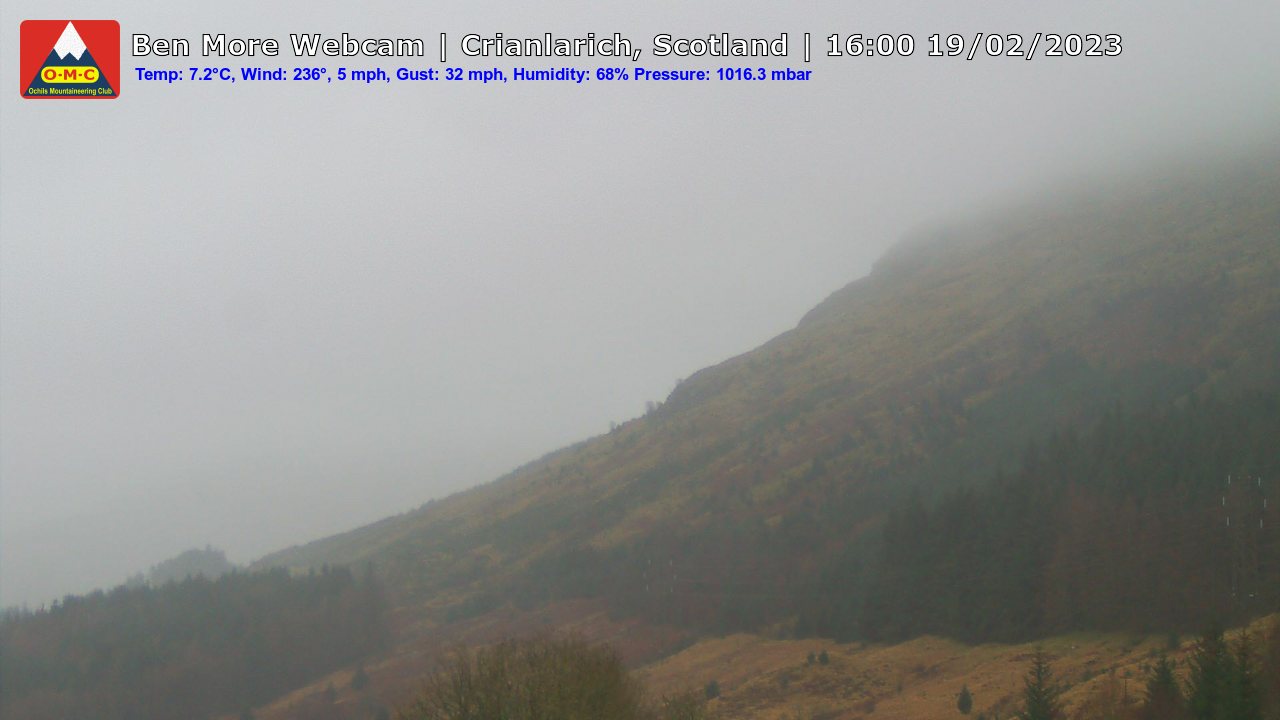 Ben More Webcam | Crianlarich, Scotland | 16:00 19/02/2023
Temp: 7.2°C, Wind: 236°, 5 mph, Gust: 32 mph, Humidity: 68% Pressure: 1016.3 mbar
O-M-C
Ochils Mountaineering Club